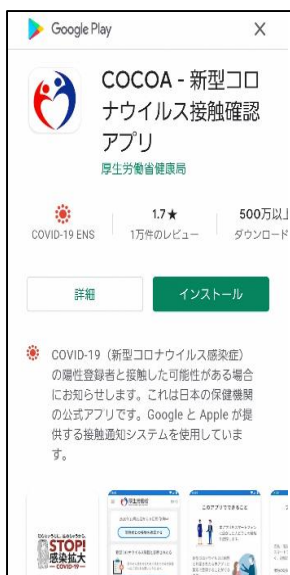 Google Play
COCOA - 新型コロ
ナウイルス接触確認
アプリ
厚生労働省健康局
COVID-19 ENS
1.7★
1万件のレビュー
500万以上
ダウンロード
詳細
インストール
COVID-19（新型コロナウイルス感染症）
の陽性登録者と接触した可能性がある場合
にお知らせします。これは日本の保健機関
の公式アプリです。Google と Apple が提
供する接触通知システムを使用していま
す。
STOP!
感染拡大
COVID-19
このアプリでできること